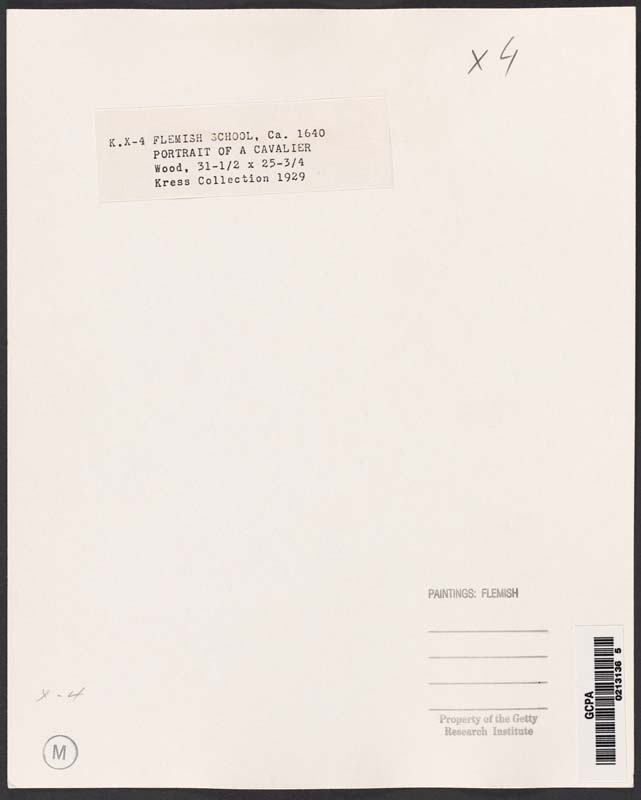 X 4
K.X-4 FLEMISH SCHOOL, Ca. 1640
PORTRAIT OF A CAVALIER
Wood, 31-1/2 x 25-3/4
Kress Collection 1929
PAINTINGS: FLEMISH
Property of the Getty
Research Institute
GCPA
0213136 5
X-4
M